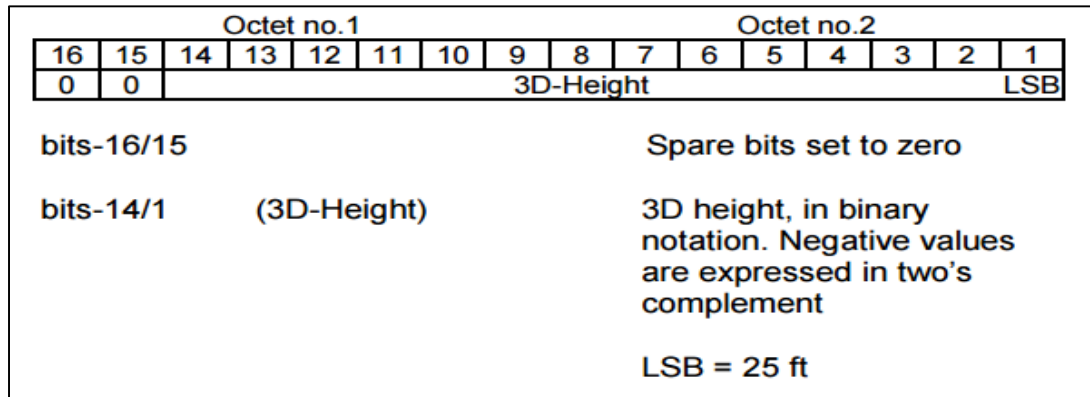 Octet no.1 Octet no.2
16 15 14 13 12 11 10 9 8 7 6 5 4 3 2 1
0 0 3D-Height LSB
bits-16/15 Spare bits set to zero
bits-14/1 (3D-Height) 3D height, in binary
notation. Negative values
are expressed in two's
complement
LSB = 25 ft